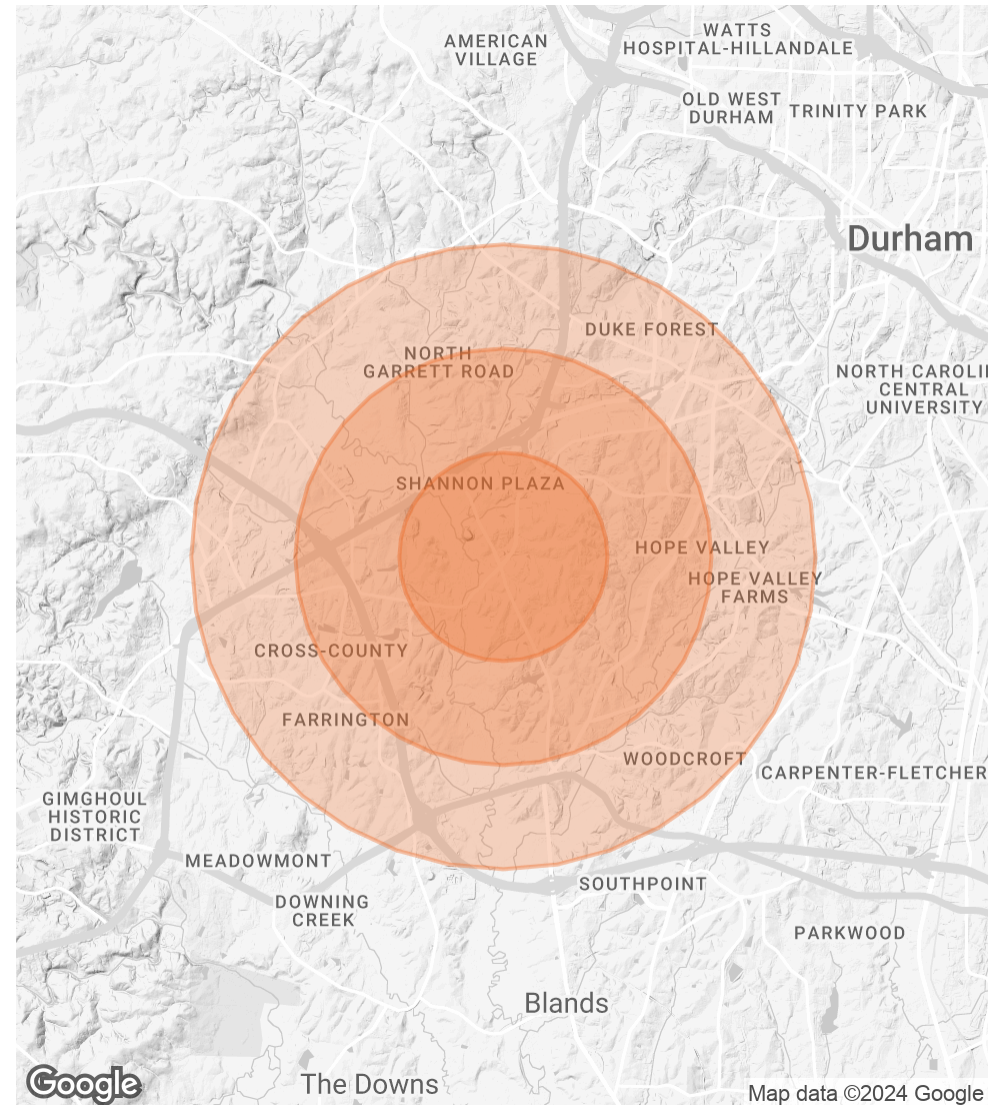 WATTS
HOSPITAL-HILLANDALE
AMERICAN
VILLAGE
OLD WEST
DURHAM
TRINITY PARK
Durham
DUKE FOREST
NORTH
GARRETT ROAD
NORTH CAROLIN
CENTRAL
UNIVERSITY
SHANNON PLAZA
HOPE VALLEY
HOPE VALLEY
FARMS
CROSS-COUNTY
FARRINGTON
WOODCROFT
CARPENTER-FLETCHER
GIMGHOUL
HISTORIC
DISTRICT
MEADOWMONT
SOUTHPOINT
DOWNING
CREEK
PARKWOOD
Blands
The Downs
Google
Map data ©2024 Google